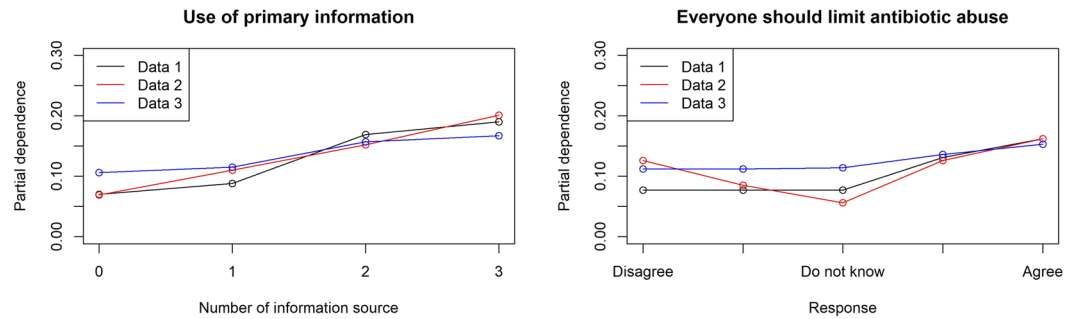 Use of primary information
Partial dependence
0.00
0.10
0.20
0.30
Data 1
Data 2
Data 3
0
1
2
3
Number of information source
Everyone should limit antibiotic abuse
Partial dependence
0.00
0.10
0.20
0.30
Data 1
Data 2
Data 3
Disagree
Do not know
Agree
Response